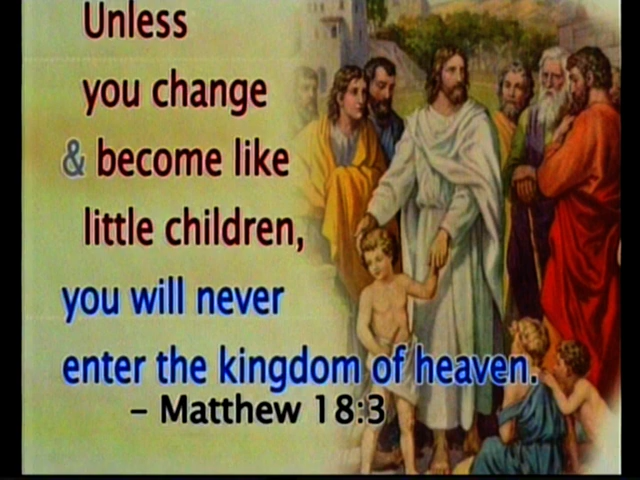 Unless
you change
& become like
little children,
you will never
enter the kingdom of heaven.
– Matthew 18:3